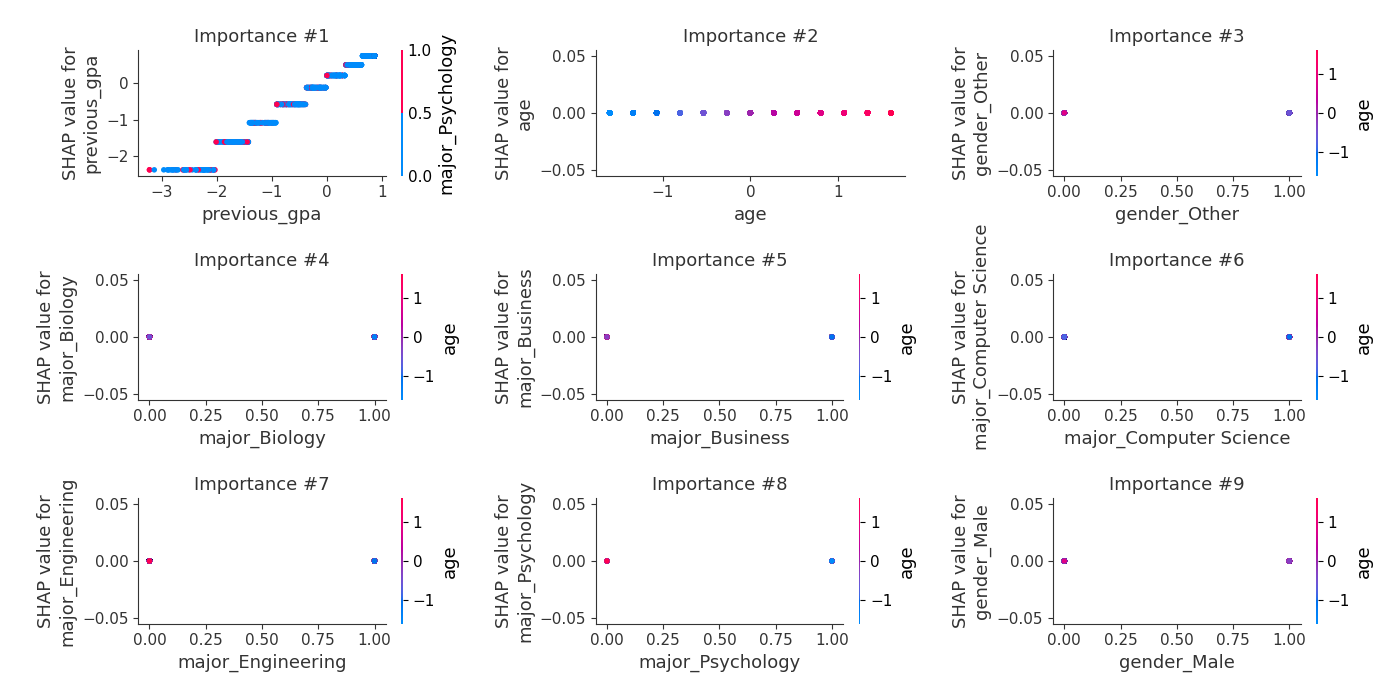 Importance #1
SHAP value for
previous_gpa
0
−1
−2
−3
−2
−1
0
1
previous_gpa
1.0
0.5
0.0
major_Psychology
Importance #2
SHAP value for
age
0.05
0.00
−0.05
−1
0
1
age
Importance #3
SHAP value for
gender_Other
0.05
0.00
−0.05
0.00
0.25
0.50
0.75
1.00
gender_Other
1
0
−1
age
Importance #4
SHAP value for
major_Biology
0.05
0.00
−0.05
0.00
0.25
0.50
0.75
1.00
major_Biology
1
0
−1
age
Importance #5
SHAP value for
major_Business
0.05
0.00
−0.05
0.00
0.25
0.50
0.75
1.00
major_Business
1
0
−1
age
Importance #6
SHAP value for
major_Computer Science
0.05
0.00
−0.05
0.00
0.25
0.50
0.75
1.00
major_Computer Science
1
0
−1
age
Importance #7
SHAP value for
major_Engineering
0.05
0.00
−0.05
0.00
0.25
0.50
0.75
1.00
major_Engineering
1
0
−1
age
Importance #8
SHAP value for
major_Psychology
0.05
0.00
−0.05
0.00
0.25
0.50
0.75
1.00
major_Psychology
1
0
−1
age
Importance #9
SHAP value for
gender_Male
0.05
0.00
−0.05
0.00
0.25
0.50
0.75
1.00
gender_Male
1
0
−1
age